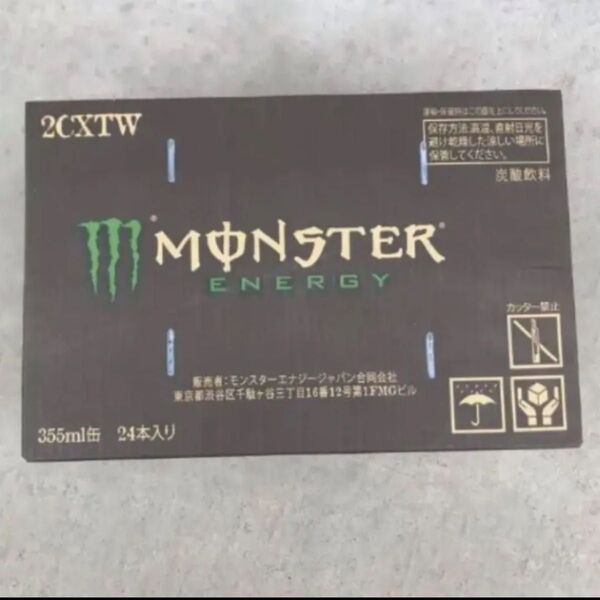 2CXTW
保存方法:高温、直射日光を
避け乾燥した涼しい場所に
保管してください。
炭酸飲料
MONSTER
ENERGY
カッター禁止
販売者:モンスターエナジージャパン合同会社
東京都渋谷区千駄ヶ谷三丁目16番12号第1FMGビル
355ml缶 24本入り